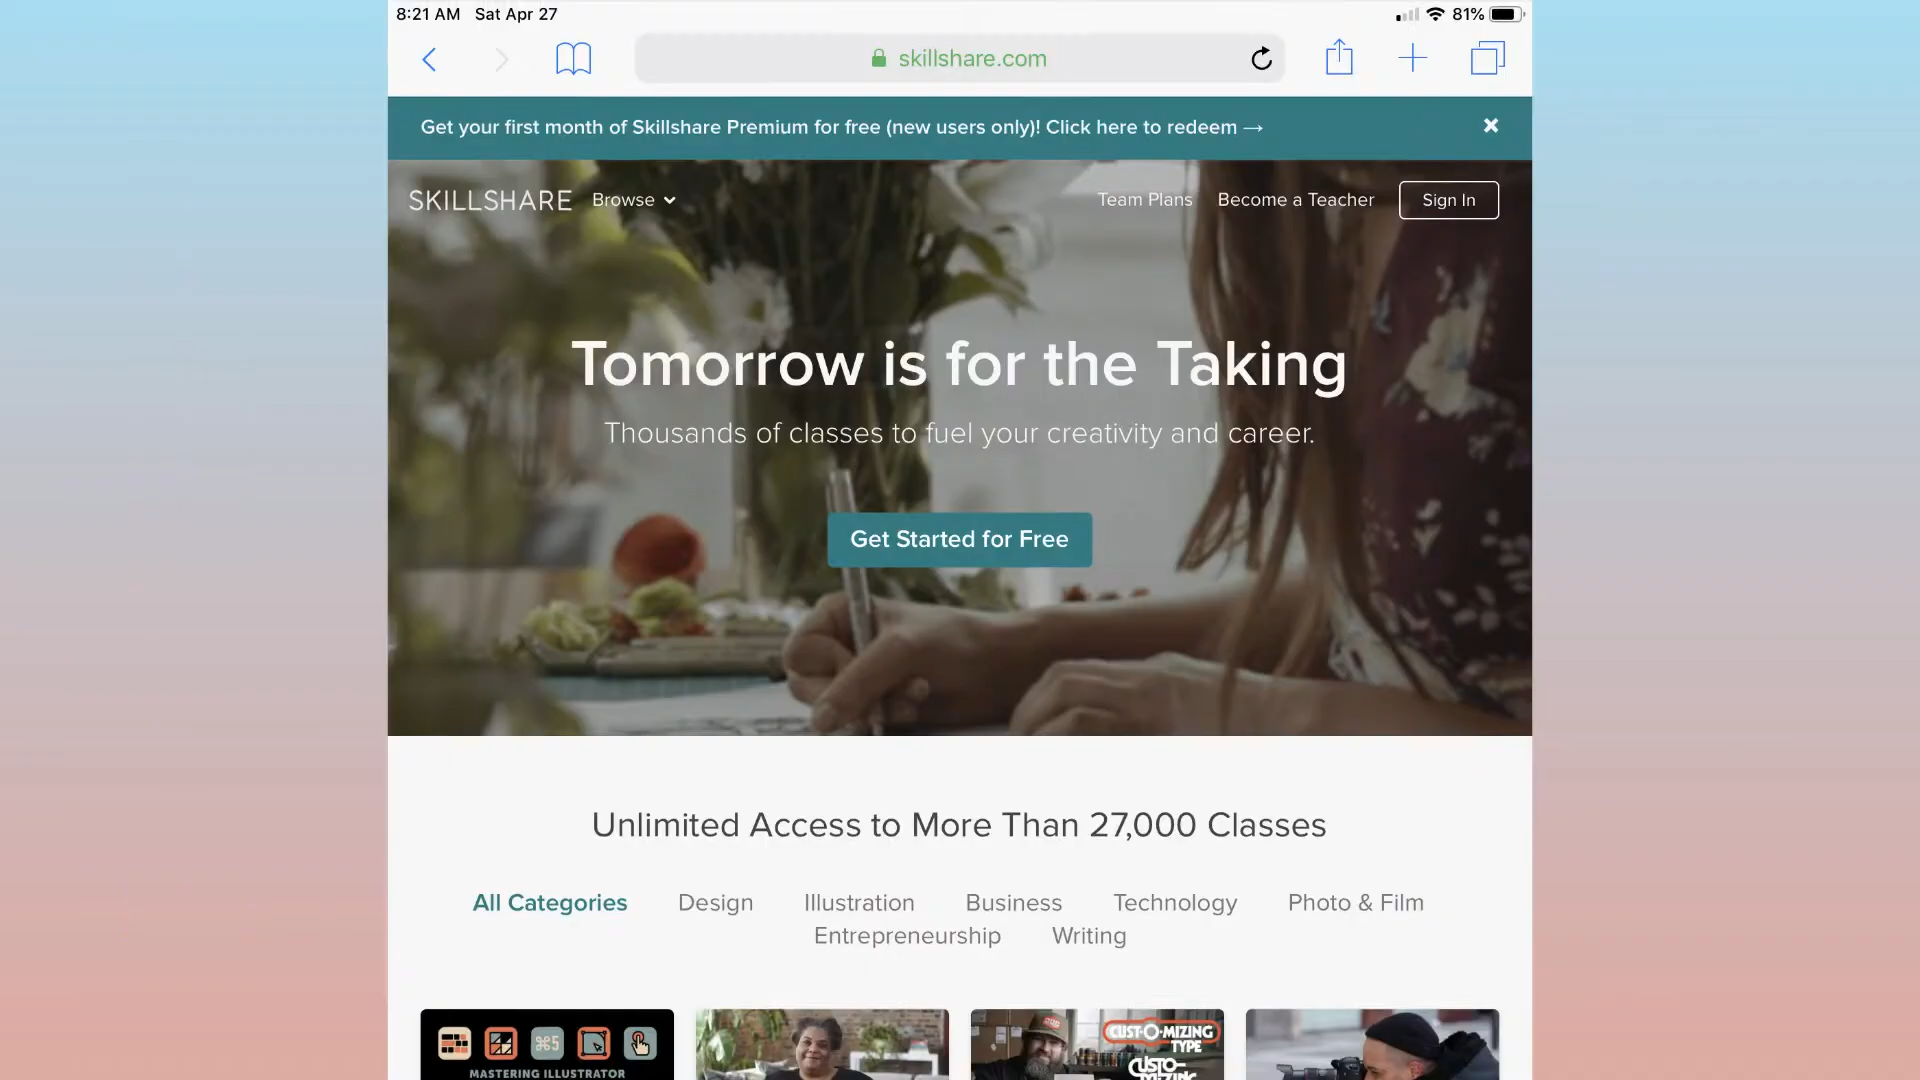 8:21 AM Sat Apr 27
81%
skillshare.com
Get your first month of Skillshare Premium for free (new users only)! Click here to redeem →
SKILLSHARE Browse Team Plans Become a Teacher Sign In
Tomorrow is for the Taking
Thousands of classes to fuel your creativity and career.
Get Started for Free
Unlimited Access to More Than 27,000 Classes
All Categories Design Illustration Business Technology Photo & Film
Entrepreneurship Writing
⌘5
MASTERING ILLUSTRATOR
CUST-O-MIZING
TYPE
CUSTO-
MIZING